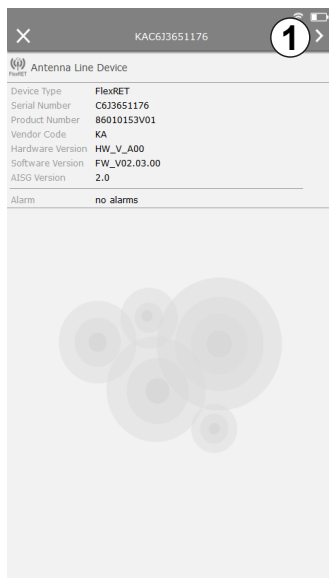 KAC6J3651176
1
FlexRET
Antenna Line Device
Device Type FlexRET
Serial Number C6J3651176
Product Number 86010153V01
Vendor Code KA
Hardware Version HW_V_A00
Software Version FW_V02.03.00
AISG Version 2.0
Alarm no alarms